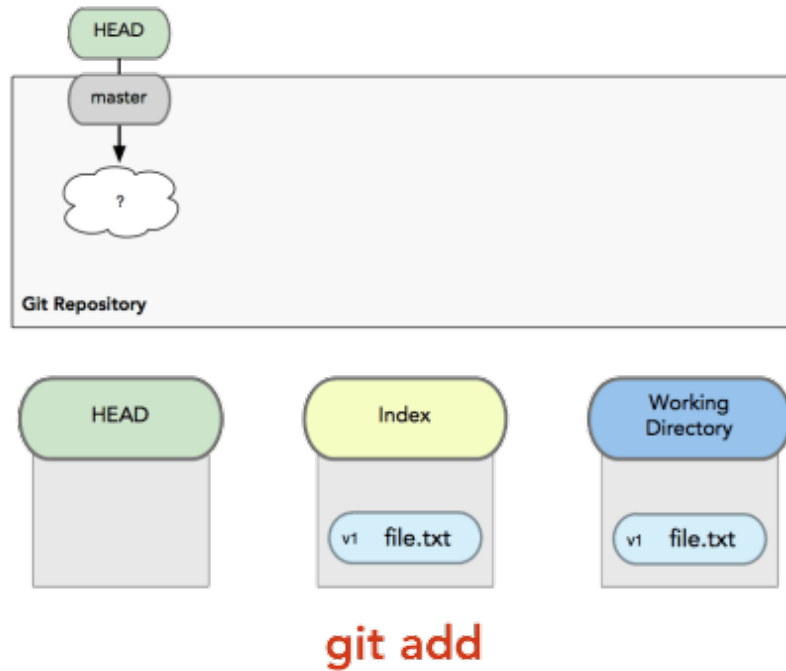 HEAD
master
?
Git Repository
HEAD
Index
Working
Directory
v1 file.txt
v1 file.txt
git add